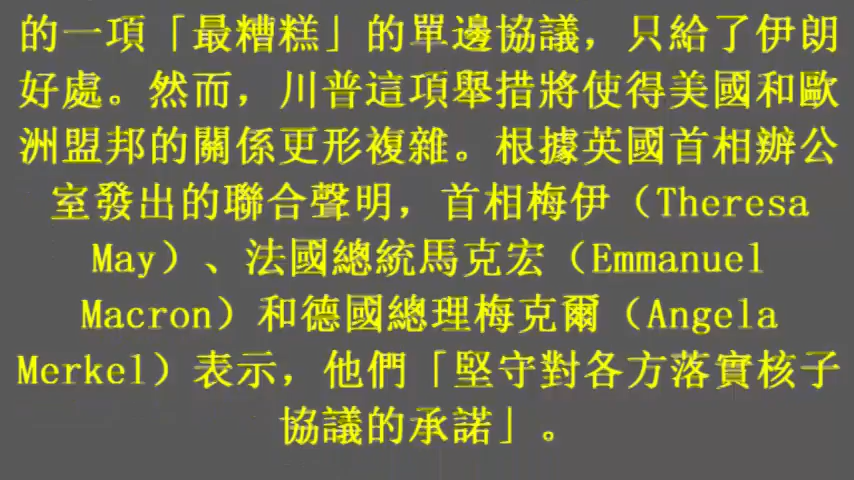 的一項「最糟糕」的單邊協議，只給了伊朗
好處。然而，川普這項舉措將使得美國和歐
洲盟邦的關係更形複雜。根據英國首相辦公
室發出的聯合聲明，首相梅伊（Theresa
May）、法國總統馬克宏（Emmanuel
Macron）和德國總理梅克爾（Angela
Merkel）表示，他們「堅守對各方落實核子
協議的承諾」。